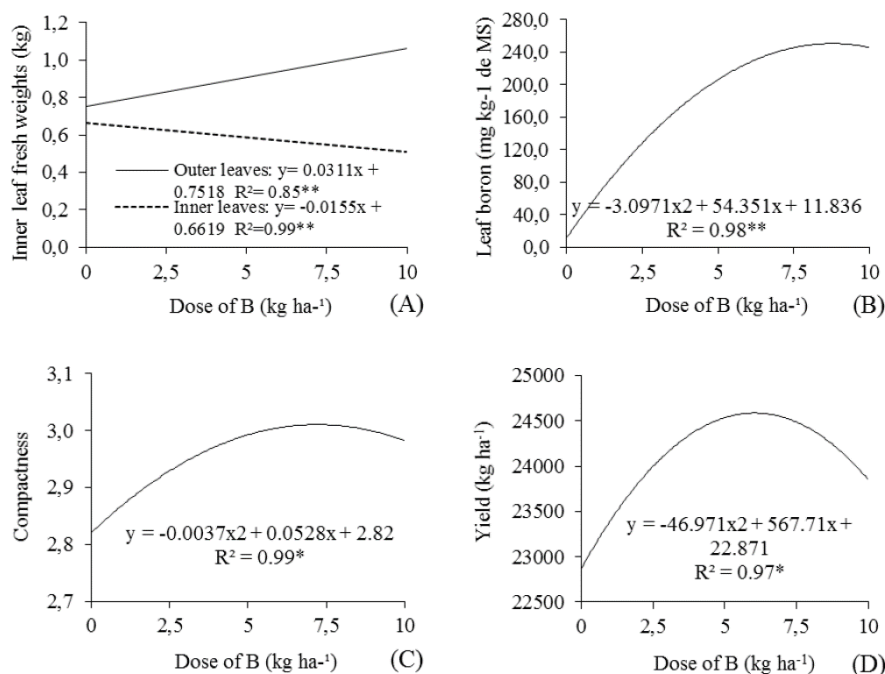 Inner leaf fresh weights (kg)
1,2
1,0
0,8
0,6
0,4
0,2
0,0
Outer leaves: y= 0.0311x +
0.7518 R²= 0.85**
Inner leaves: y= -0.0155x +
0.6619 R²=0.99**
0 2,5 5 7,5 10
Dose of B (kg ha-¹)
(A)
Leaf boron (mg kg-1 de MS)
280,0
240,0
200,0
160,0
120,0
80,0
40,0
0,0
y = -3.0971x2 + 54.351x + 11.836
R² = 0.98**
0 2,5 5 7,5 10
Dose of B (kg ha-¹)
(B)
Compactness
3,1
3,0
2,9
2,8
2,7
y = -0.0037x2 + 0.0528x + 2.82
R² = 0.99*
0 2,5 5 7,5 10
Dose of B (kg ha-¹)
(C)
Yield (kg ha-¹)
25000
24500
24000
23500
23000
22500
y = -46.971x2 + 567.71x +
22.871
R² = 0.97*
0 2,5 5 7,5 10
Dose of B (kg ha-¹)
(D)